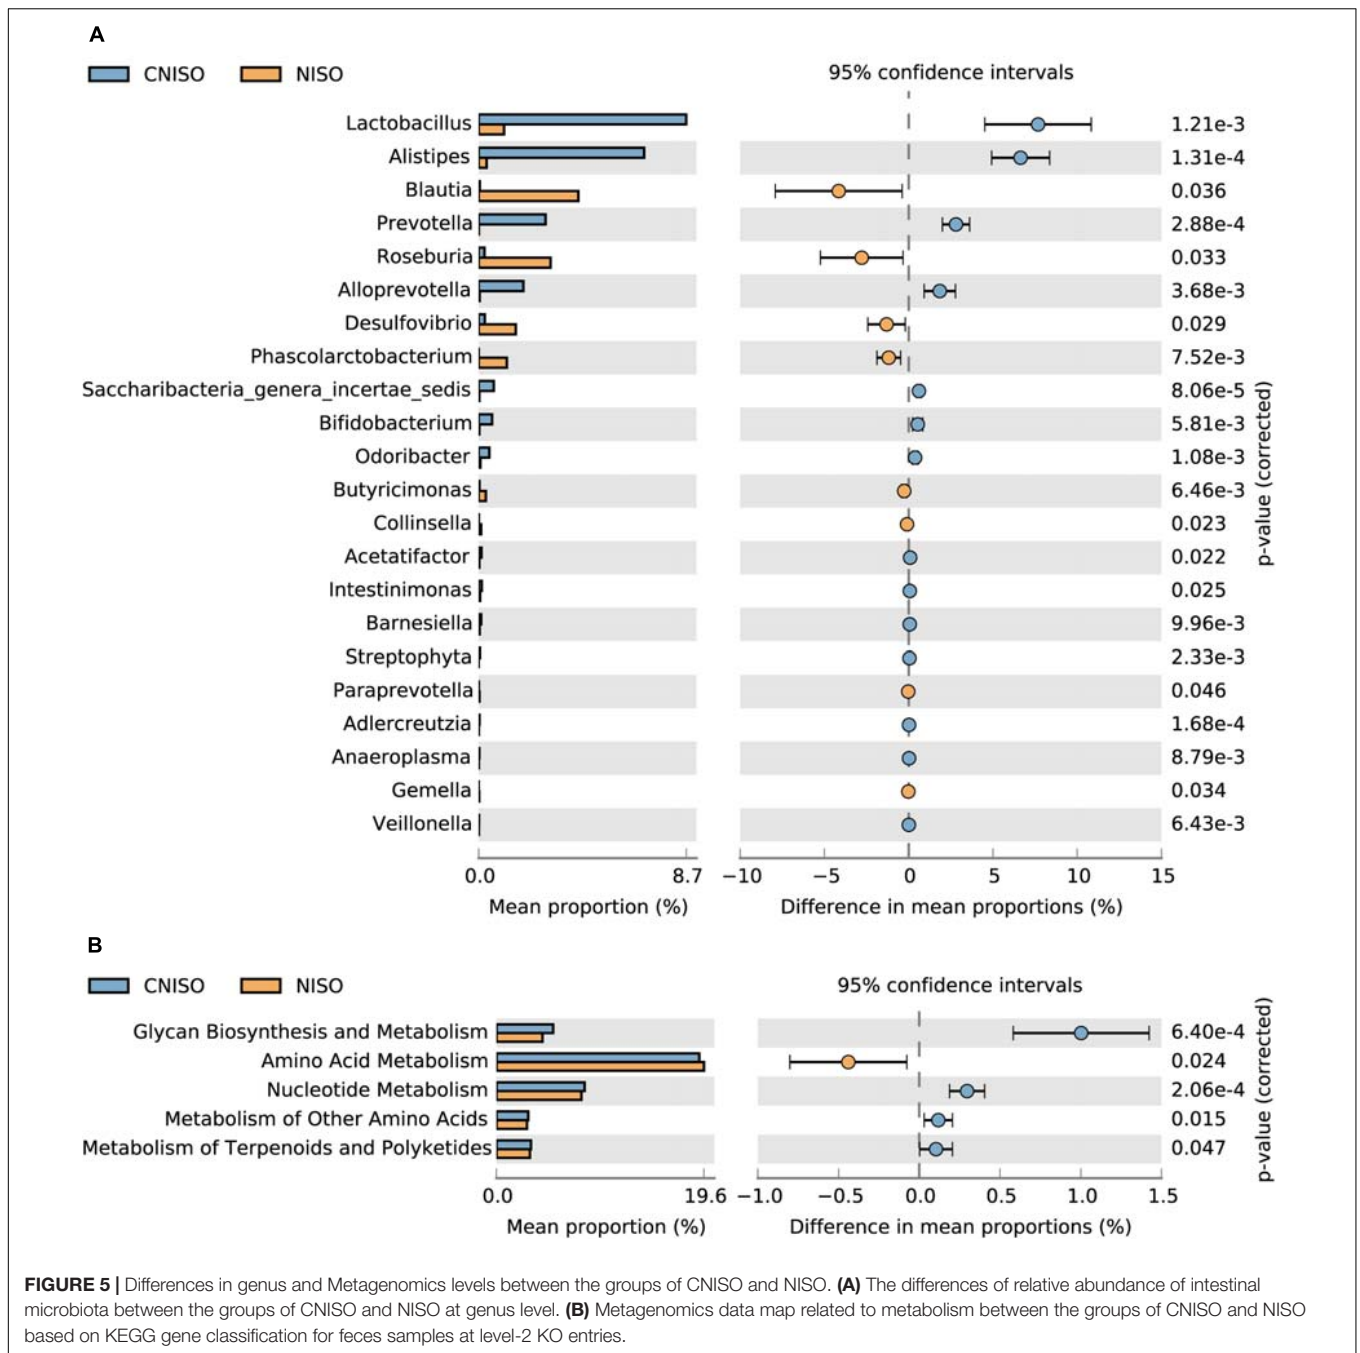 A
CNISO NISO
95% confidence intervals
Lactobacillus 1.21e-3
Alistipes 1.31e-4
Blautia 0.036
Prevotella 2.88e-4
Roseburia 0.033
Alloprevotella 3.68e-3
Desulfovibrio 0.029
Phascolarctobacterium 7.52e-3
Saccharibacteria_genera_incertae_sedis 8.06e-5
Bifidobacterium 5.81e-3
Odoribacter 1.08e-3
Butyricimonas 6.46e-3
Collinsella 0.023
Acetatifactor 0.022
Intestinimonas 0.025
Barnesiella 9.96e-3
Streptophyta 2.33e-3
Paraprevotella 0.046
Adlercreutzia 1.68e-4
Anaeroplasma 8.79e-3
Gemella 0.034
Veillonella 6.43e-3
p-value (corrected)
0.0 8.7 −10 −5 0 5 10 15
Mean proportion (%) Difference in mean proportions (%)
B
CNISO NISO
95% confidence intervals
Glycan Biosynthesis and Metabolism 6.40e-4
Amino Acid Metabolism 0.024
Nucleotide Metabolism 2.06e-4
Metabolism of Other Amino Acids 0.015
Metabolism of Terpenoids and Polyketides 0.047
p-value (corrected)
0.0 19.6 −1.0 −0.5 0.0 0.5 1.0 1.5
Mean proportion (%) Difference in mean proportions (%)
FIGURE 5 | Differences in genus and Metagenomics levels between the groups of CNISO and NISO. (A) The differences of relative abundance of intestinal
microbiota between the groups of CNISO and NISO at genus level. (B) Metagenomics data map related to metabolism between the groups of CNISO and NISO
based on KEGG gene classification for feces samples at level-2 KO entries.